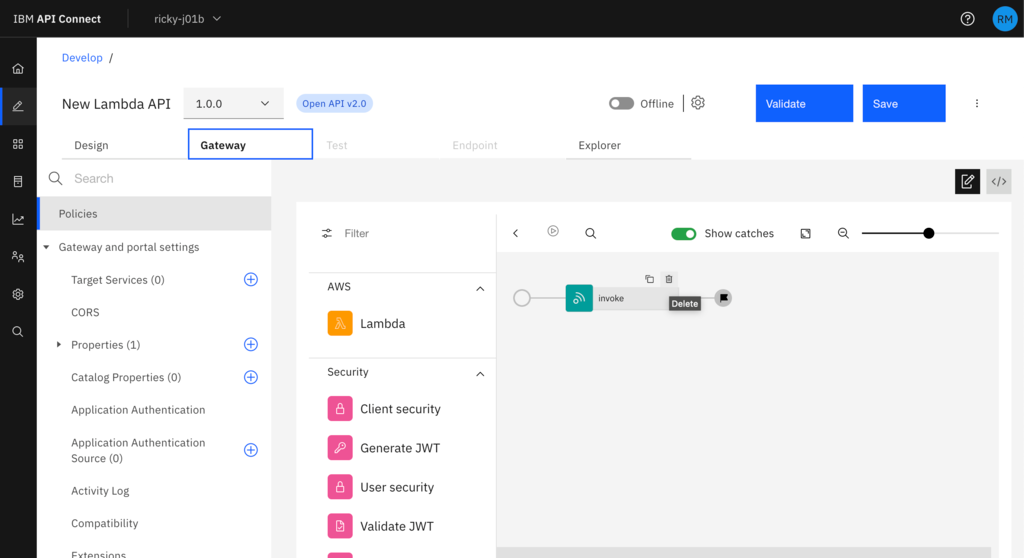 IBM API Connect
ricky-j01b
RM
Develop /
New Lambda API
1.0.0
Open API v2.0
Offline
Validate
Save
Design
Gateway
Test
Endpoint
Explorer
Search
Policies
Gateway and portal settings
Target Services (0)
CORS
Properties (1)
Catalog Properties (0)
Application Authentication
Application Authentication
Source (0)
Activity Log
Compatibility
Extensions
Filter
AWS
Lambda
Security
Client security
Generate JWT
User security
Validate JWT
Show catches
invoke
Delete